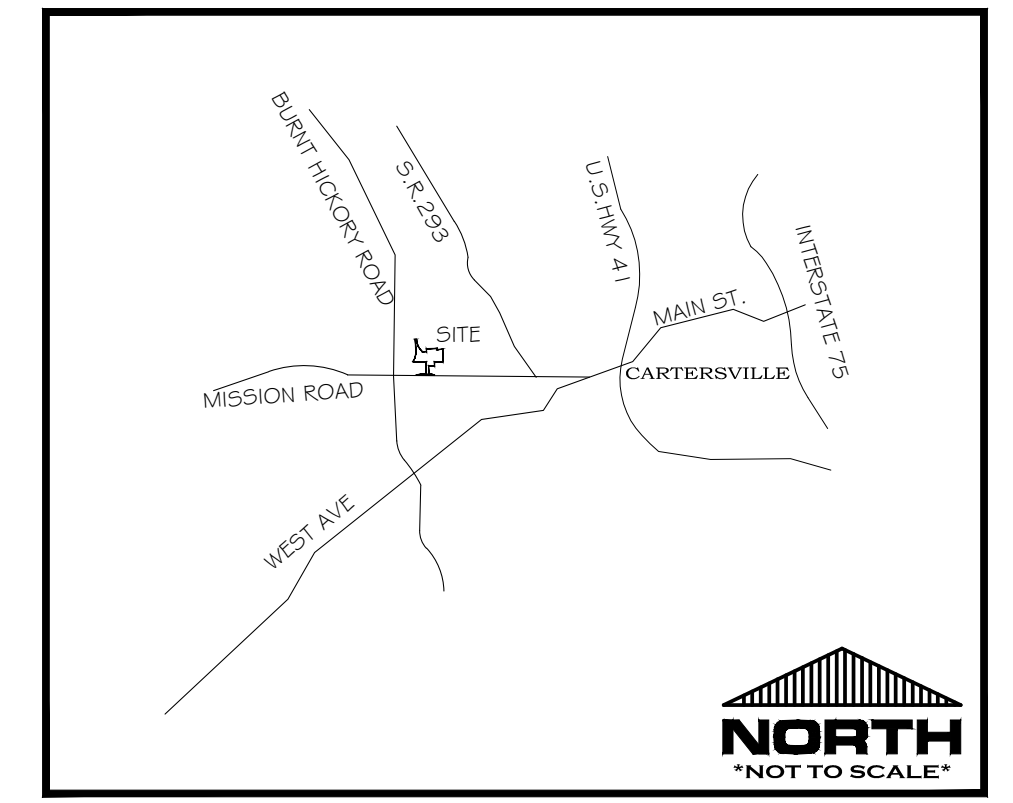 BURNT HICKORY ROAD
S.R.293
U.S.HWY 41
INTERSTATE 75
MAIN ST.
SITE
CARTERSVILLE
MISSION ROAD
WEST AVE
NORTH
*NOT TO SCALE*